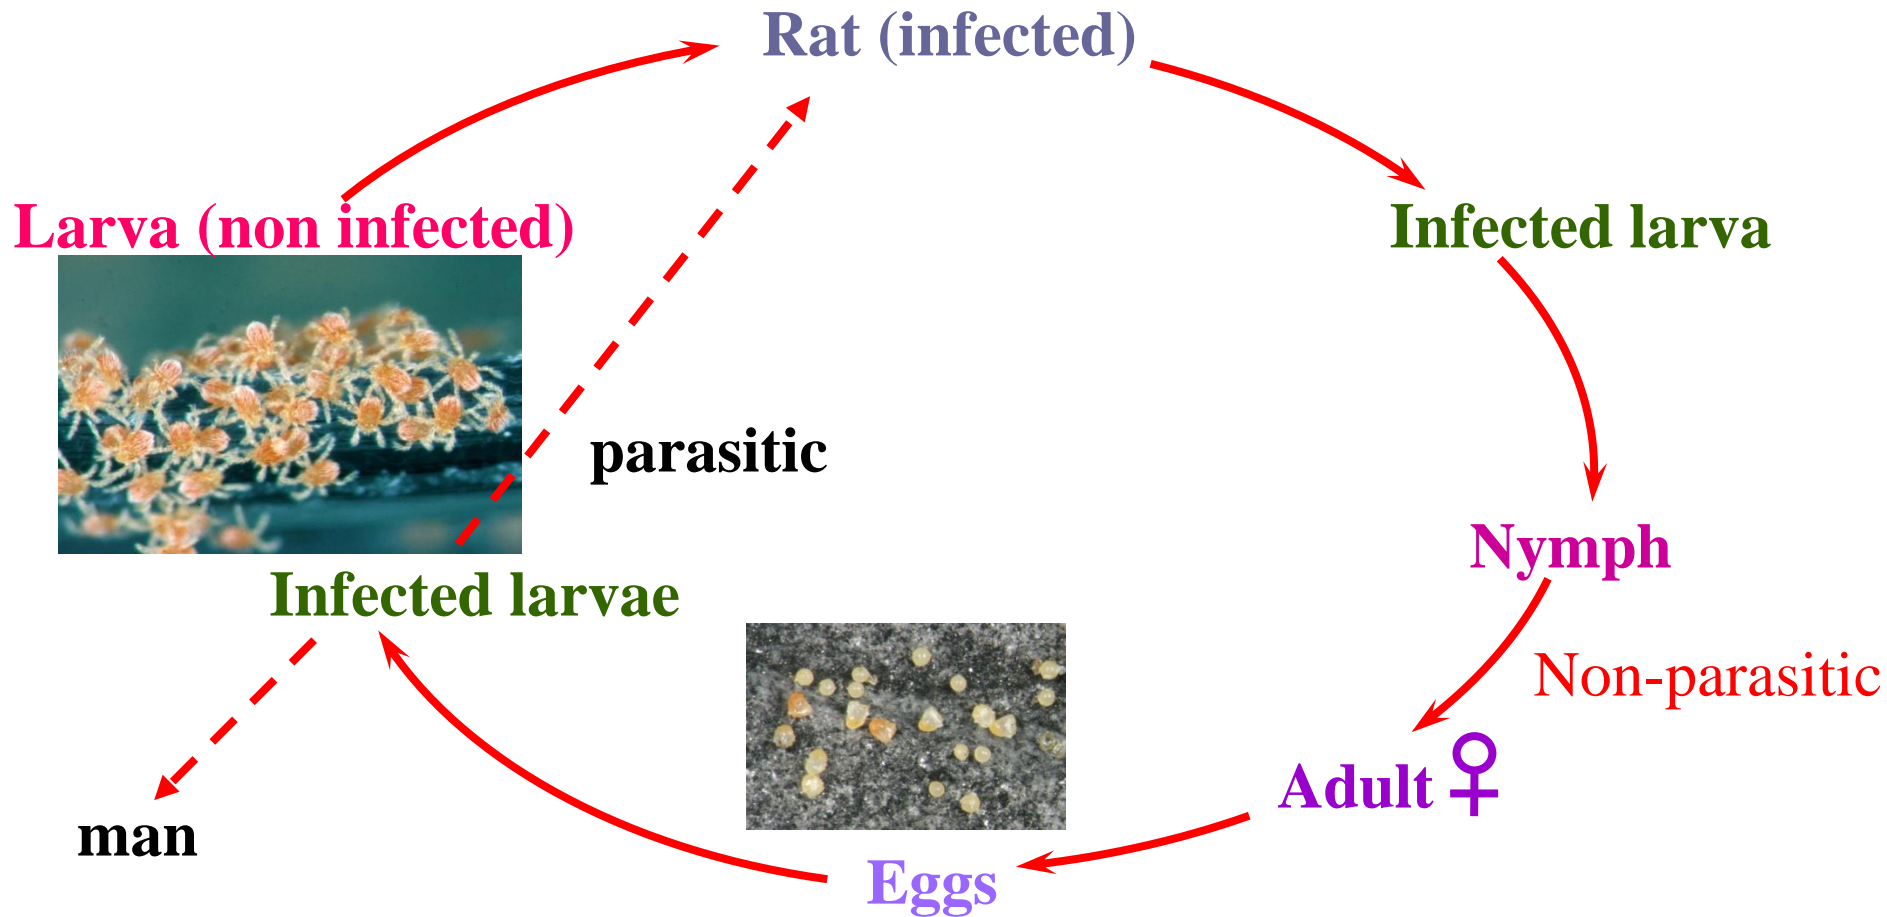 Rat (infected)
Larva (non infected)
Infected larva
parasitic
Nymph
Infected larvae
Non-parasitic
Adult ♀
man
Eggs